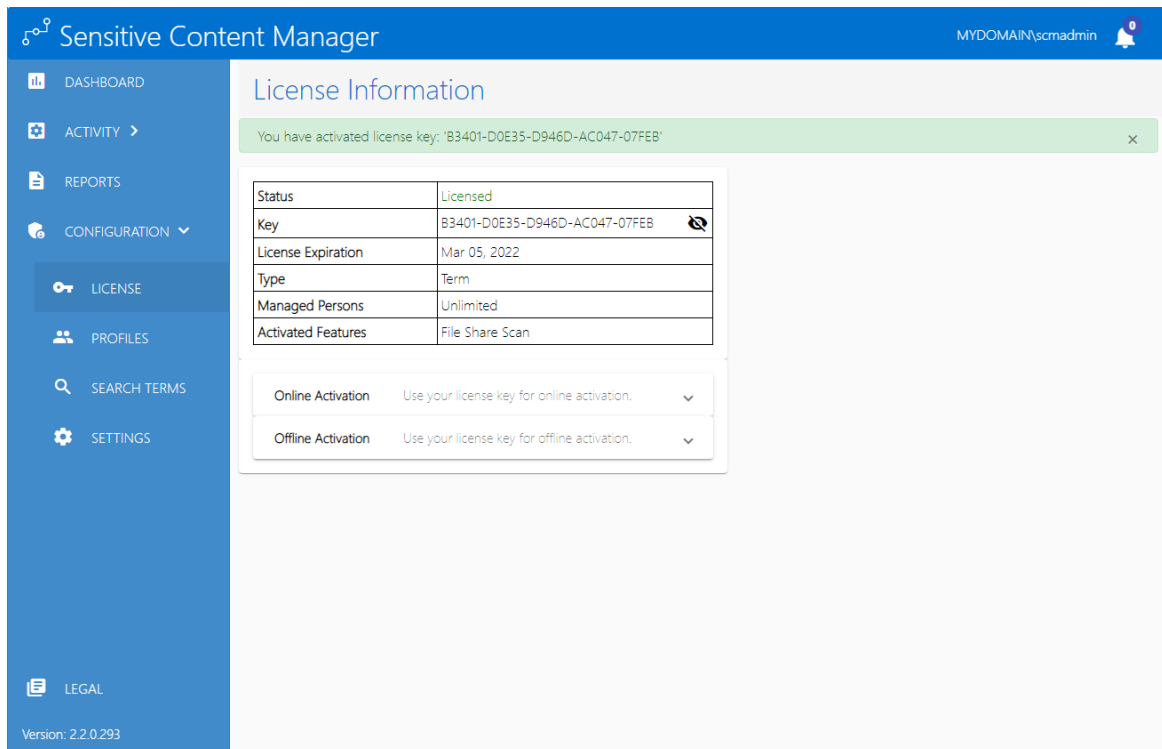 Sensitive Content Manager
MYDOMAIN\scmadmin
0
DASHBOARD
ACTIVITY
REPORTS
CONFIGURATION
LICENSE
PROFILES
SEARCH TERMS
SETTINGS
LEGAL
Version: 2.2.0.293
License Information
You have activated license key: 'B3401-D0E35-D946D-AC047-07FEB'
Status Licensed
Key B3401-D0E35-D946D-AC047-07FEB
License Expiration Mar 05, 2022
Type Term
Managed Persons Unlimited
Activated Features File Share Scan
Online Activation Use your license key for online activation.
Offline Activation Use your license key for offline activation.